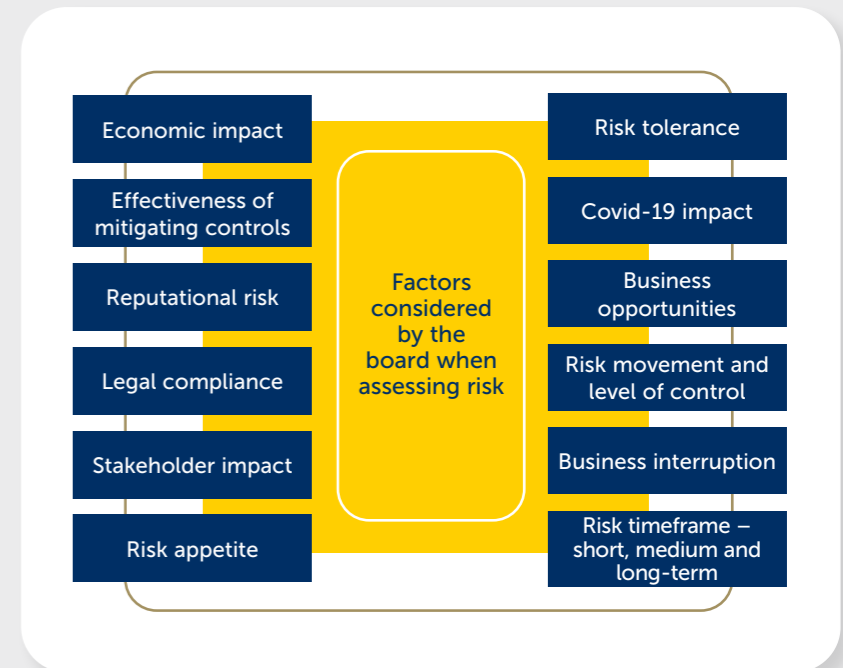 Economic impact
Effectiveness of
mitigating controls
Reputational risk
Legal compliance
Stakeholder impact
Risk appetite
Factors
considered
by the
board when
assessing risk
Risk tolerance
Covid-19 impact
Business
opportunities
Risk movement and
level of control
Business interruption
Risk timeframe –
short, medium and
long-term